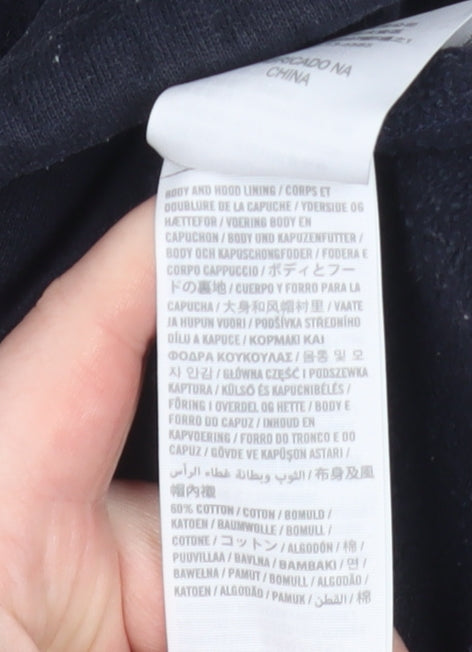 CADO NA
CHINA
BODY AND HOOD LINING / CORPS ET
DOUBLURE DE LA CAPUCHE / YDERSIDE OG
HÆTTEFOR / VOERING BODY EN
CAPUCHON / BODY UND KAPUZENFUTTER /
BODY OCH KAPUSCHONGFODER / FODERA E
CORPO CAPPUCCIO / ボディとフー
ドの裏地 / CUERPO Y FORRO PARA LA
CAPUCHA / 大身和风帽衬里 / VAATE
JA HUPUN VUORI / PODŠÍVKA STŘEDNÍHO
DÍLU A KAPUCE / ΚΟΡΜΑΚΙ ΚΑΙ
ΦΟΔΡΑ ΚΟΥΚΟΥΛΑΣ / 몸통 및 모
자 안감 / GŁÓWNA CZĘŚĆ I PODSZEWKA
KAPTURA / KÜLSŐ ÉS KAPUCNIBÉLÉS /
FÔRING I OVERDEL OG HETTE / BODY E
FORRO DO CAPUZ / INHOUD EN
KAPVOERING / FORRO DO TRONCO E DO
CAPUZ / GÖVDE VE KAPÜŞON ASTARI /
الثوب وبطانة غطاء الرأس / 布身及風
帽內襯
60% COTTON / COTON / BOMULD /
KATOEN / BAUMWOLLE / BOMULL /
COTONE / コットン / ALGODÓN / 棉 /
PUUVILLAA / BAVLNA / ΒΑΜΒΑΚΙ / 면 /
BAWEŁNA / PAMUT / BOMULL / ALGODÃO /
KATOEN / ALGODÃO / PAMUK / القطن / 棉